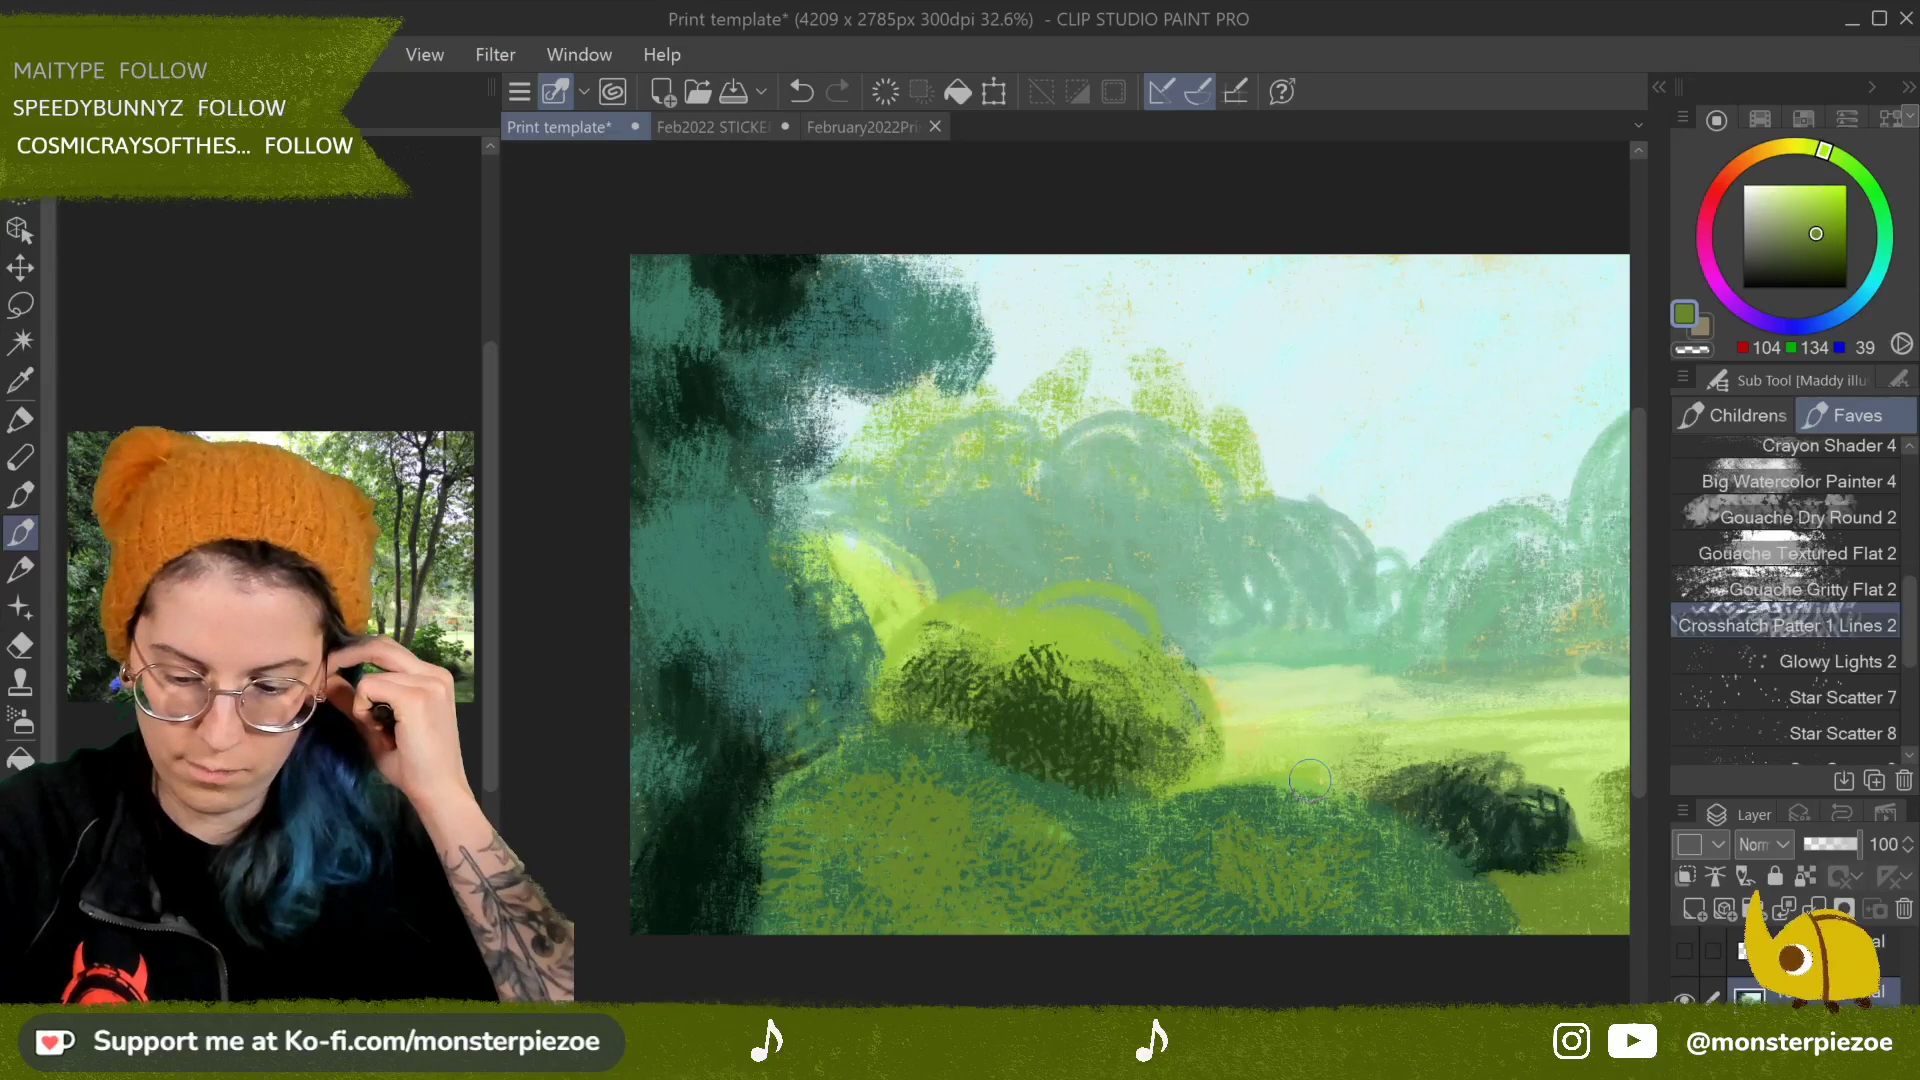 Print template* (4209 x 2785px 300dpi 32.6%) - CLIP STUDIO PAINT PRO
MAITYPE FOLLOW
SPEEDYBUNNYZ FOLLOW
COSMICRAYSOFTHES... FOLLOW
View Filter Window Help
Print template* Feb2022 STICKE February2022Pri
104 134 39
Sub Tool [Maddy illu
Childrens Faves
Crayon Shader 4
Big Watercolor Painter 4
Gouache Dry Round 2
Gouache Textured Flat 2
Gouache Gritty Flat 2
Crosshatch Patter 1 Lines 2
Glowy Lights 2
Star Scatter 7
Star Scatter 8
Layer
Norn 100
al
al
Support me at Ko-fi.com/monsterpiezoe
@monsterpiezoe